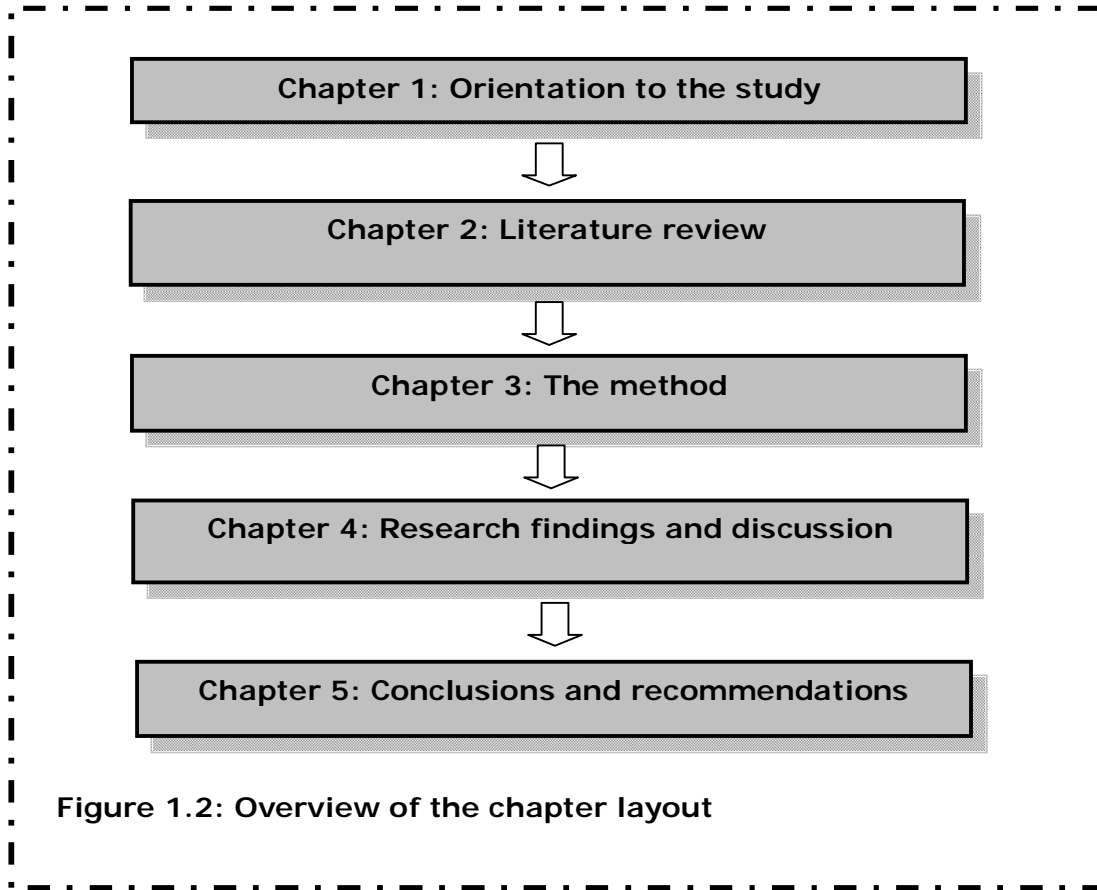 Chapter 1: Orientation to the study
Chapter 2: Literature review
Chapter 3: The method
Chapter 4: Research findings and discussion
Chapter 5: Conclusions and recommendations
Figure 1.2: Overview of the chapter layout